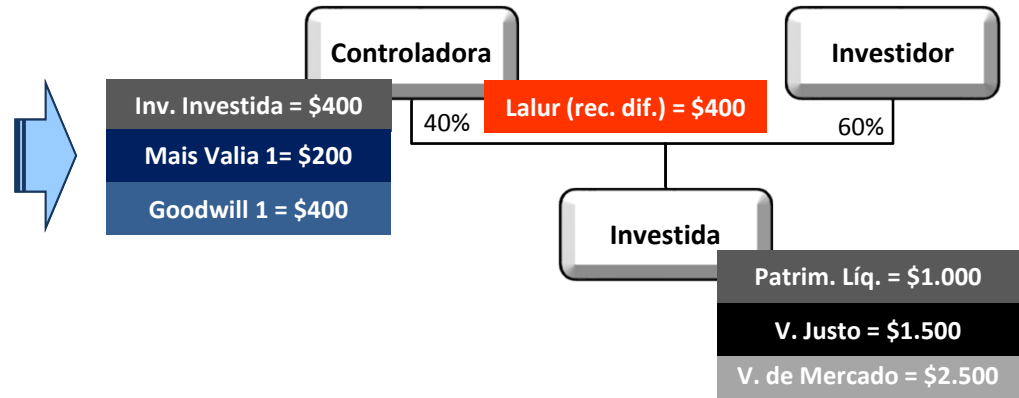 Controladora
Investidor
Inv. Investida = $400
Lalur (rec. dif.) = $400
40%
60%
Mais Valia 1= $200
Goodwill 1 = $400
Investida
Patrim. Líq. = $1.000
V. Justo = $1.500
V. de Mercado = $2.500